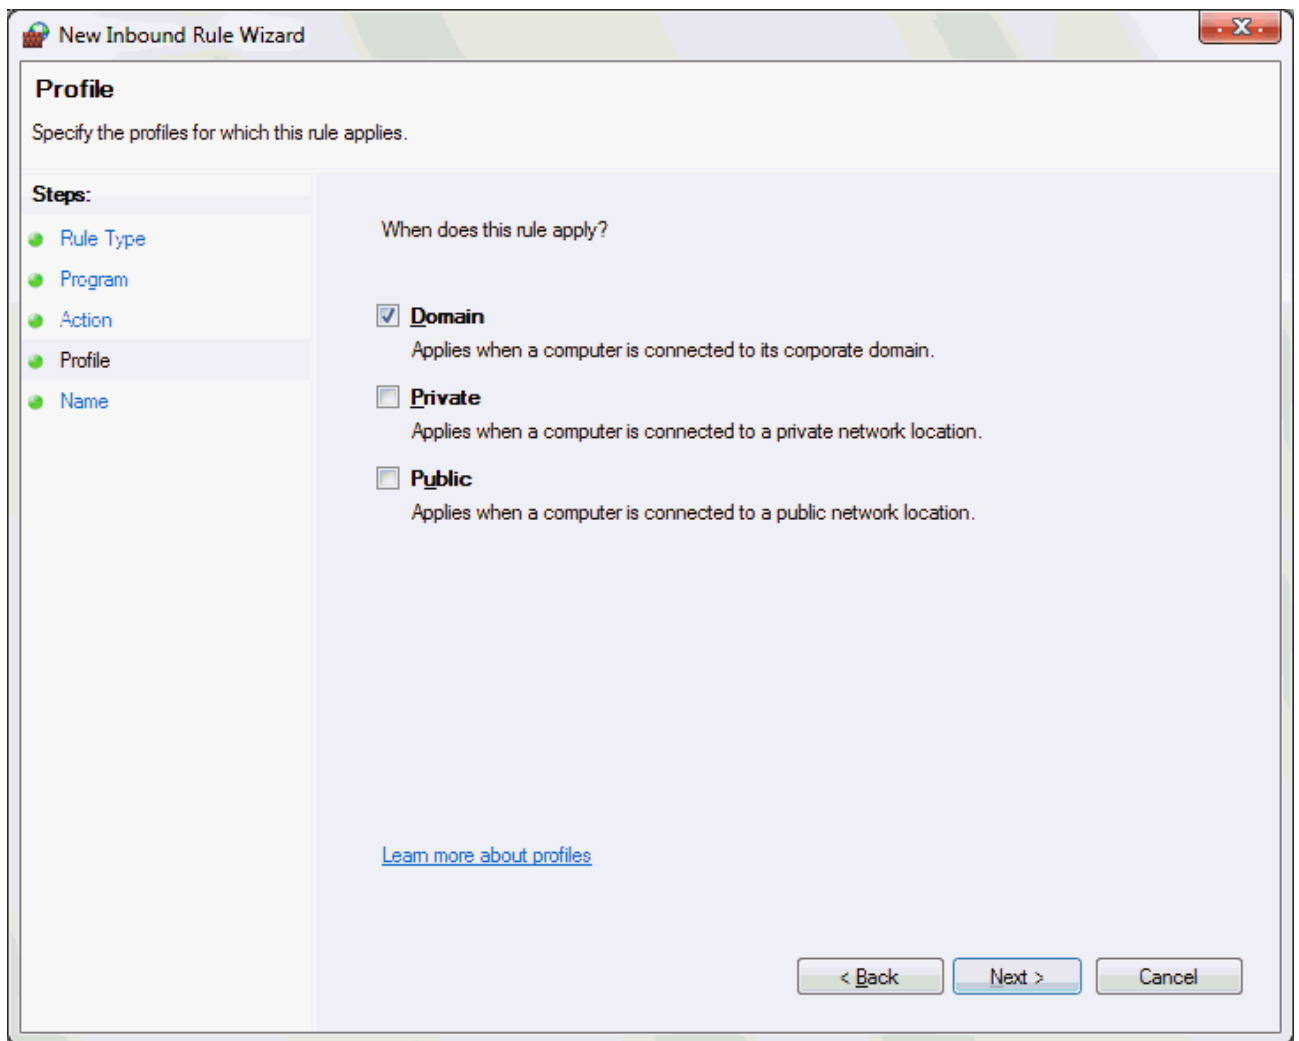 New Inbound Rule Wizard
X
Profile
Specify the profiles for which this rule applies.
Steps:
Rule Type
Program
Action
Profile
Name
When does this rule apply?
Domain
Applies when a computer is connected to its corporate domain.
Private
Applies when a computer is connected to a private network location.
Public
Applies when a computer is connected to a public network location.
Learn more about profiles
< Back
Next >
Cancel